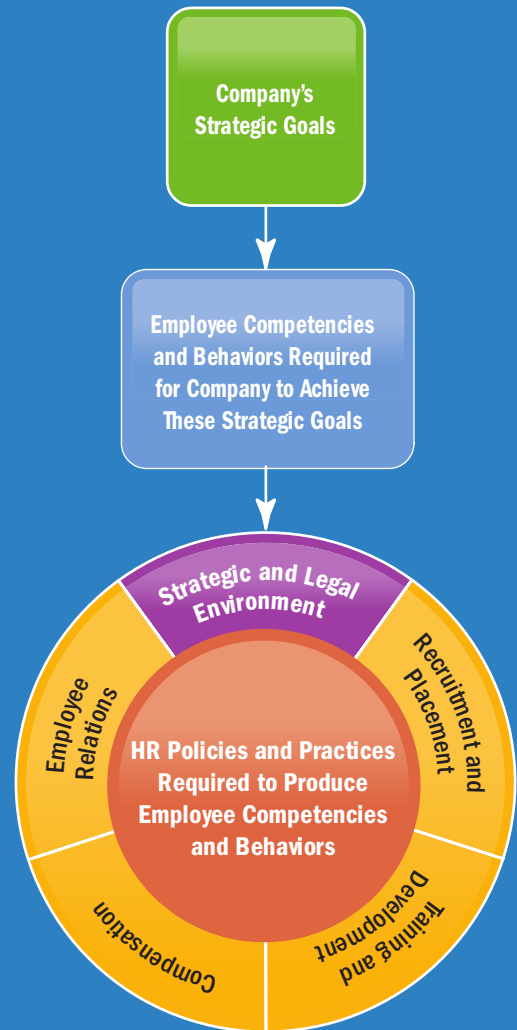 Company's
Strategic Goals
Employee Competencies
and Behaviors Required
for Company to Achieve
These Strategic Goals
Strategic and Legal
Environment
Recruitment and
Placement
Training and
Development
Compensation
Employee
Relations
HR Policies and Practices
Required to Produce
Employee Competencies
and Behaviors